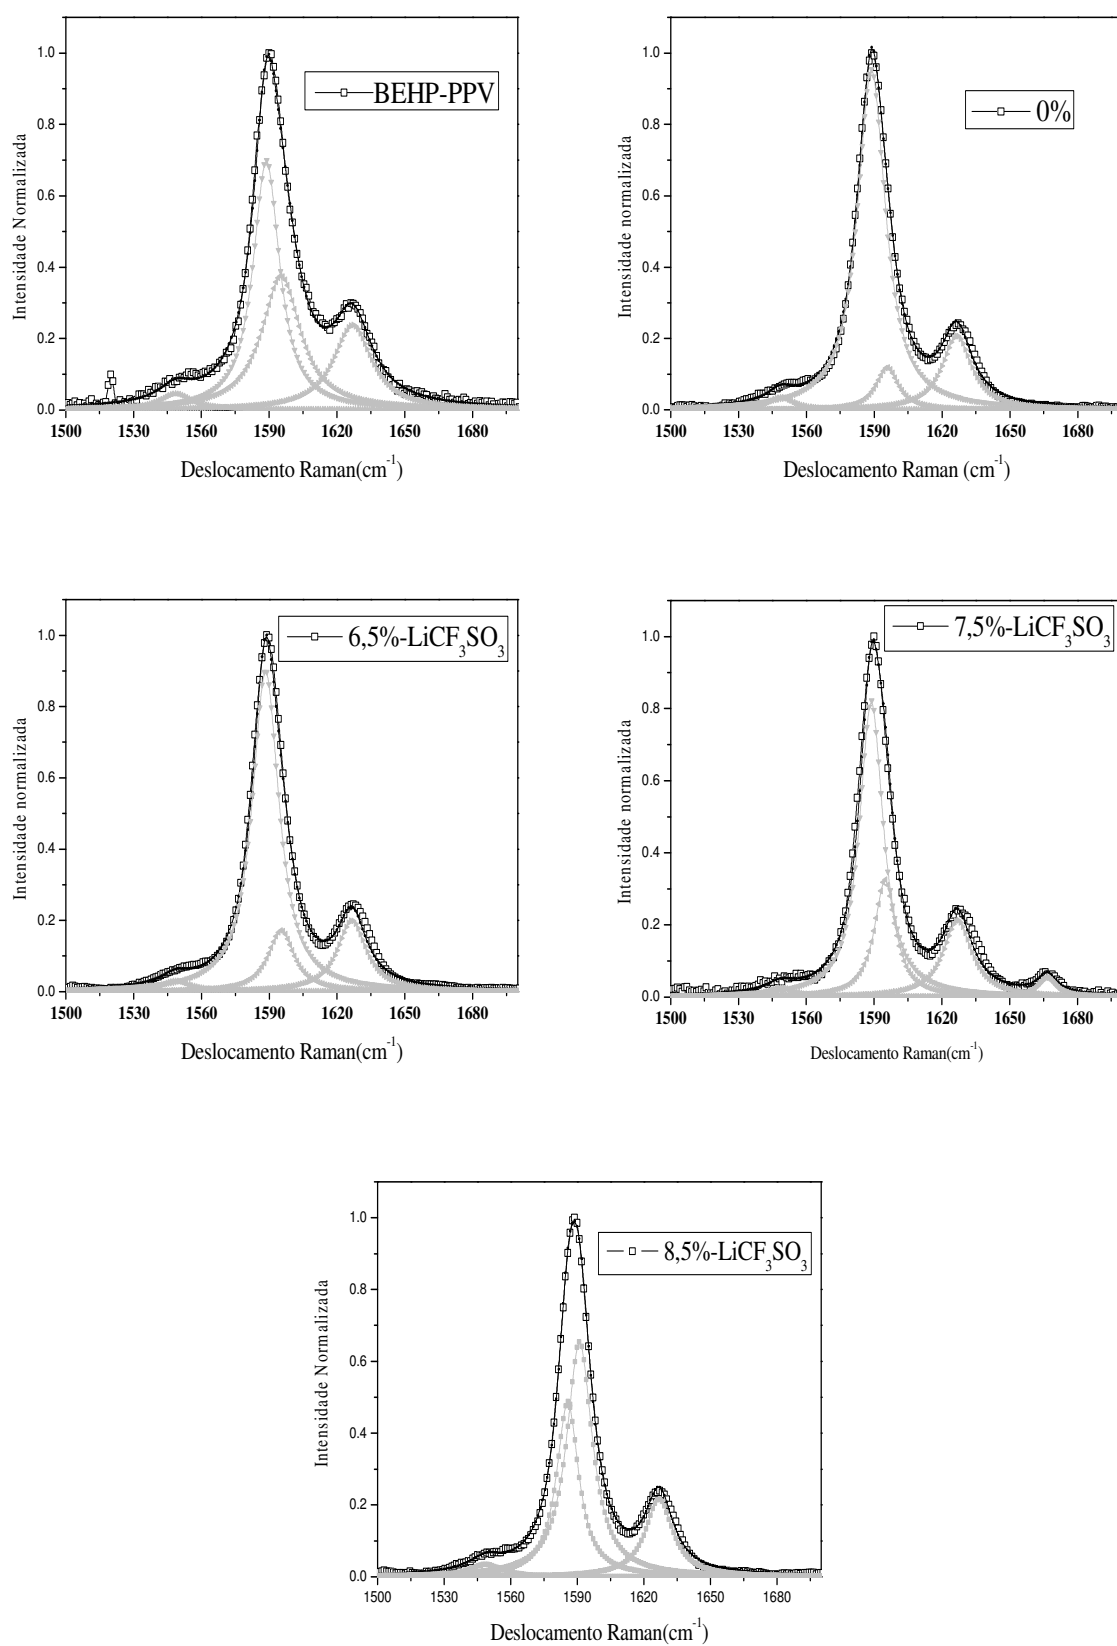 1.0
0.8
0.6
0.4
0.2
0.0
Intensidade Normalizada
BEHP-PPV
1500 1530 1560 1590 1620 1650 1680
Deslocamento Raman(cm⁻¹)
1.0
0.8
0.6
0.4
0.2
0.0
Intensidade normalizada
0%
1500 1530 1560 1590 1620 1650 1680
Deslocamento Raman (cm⁻¹)
1.0
0.8
0.6
0.4
0.2
0.0
Intensidade normalizada
6,5%-LiCF₃SO₃
1500 1530 1560 1590 1620 1650 1680
Deslocamento Raman(cm⁻¹)
1.0
0.8
0.6
0.4
0.2
0.0
Intensidade normalizada
7,5%-LiCF₃SO₃
1500 1530 1560 1590 1620 1650 1680
Deslocamento Raman(cm⁻¹)
1.0
0.8
0.6
0.4
0.2
0.0
Intensidade Normalizada
8,5%-LiCF₃SO₃
1500 1530 1560 1590 1620 1650 1680
Deslocamento Raman(cm⁻¹)